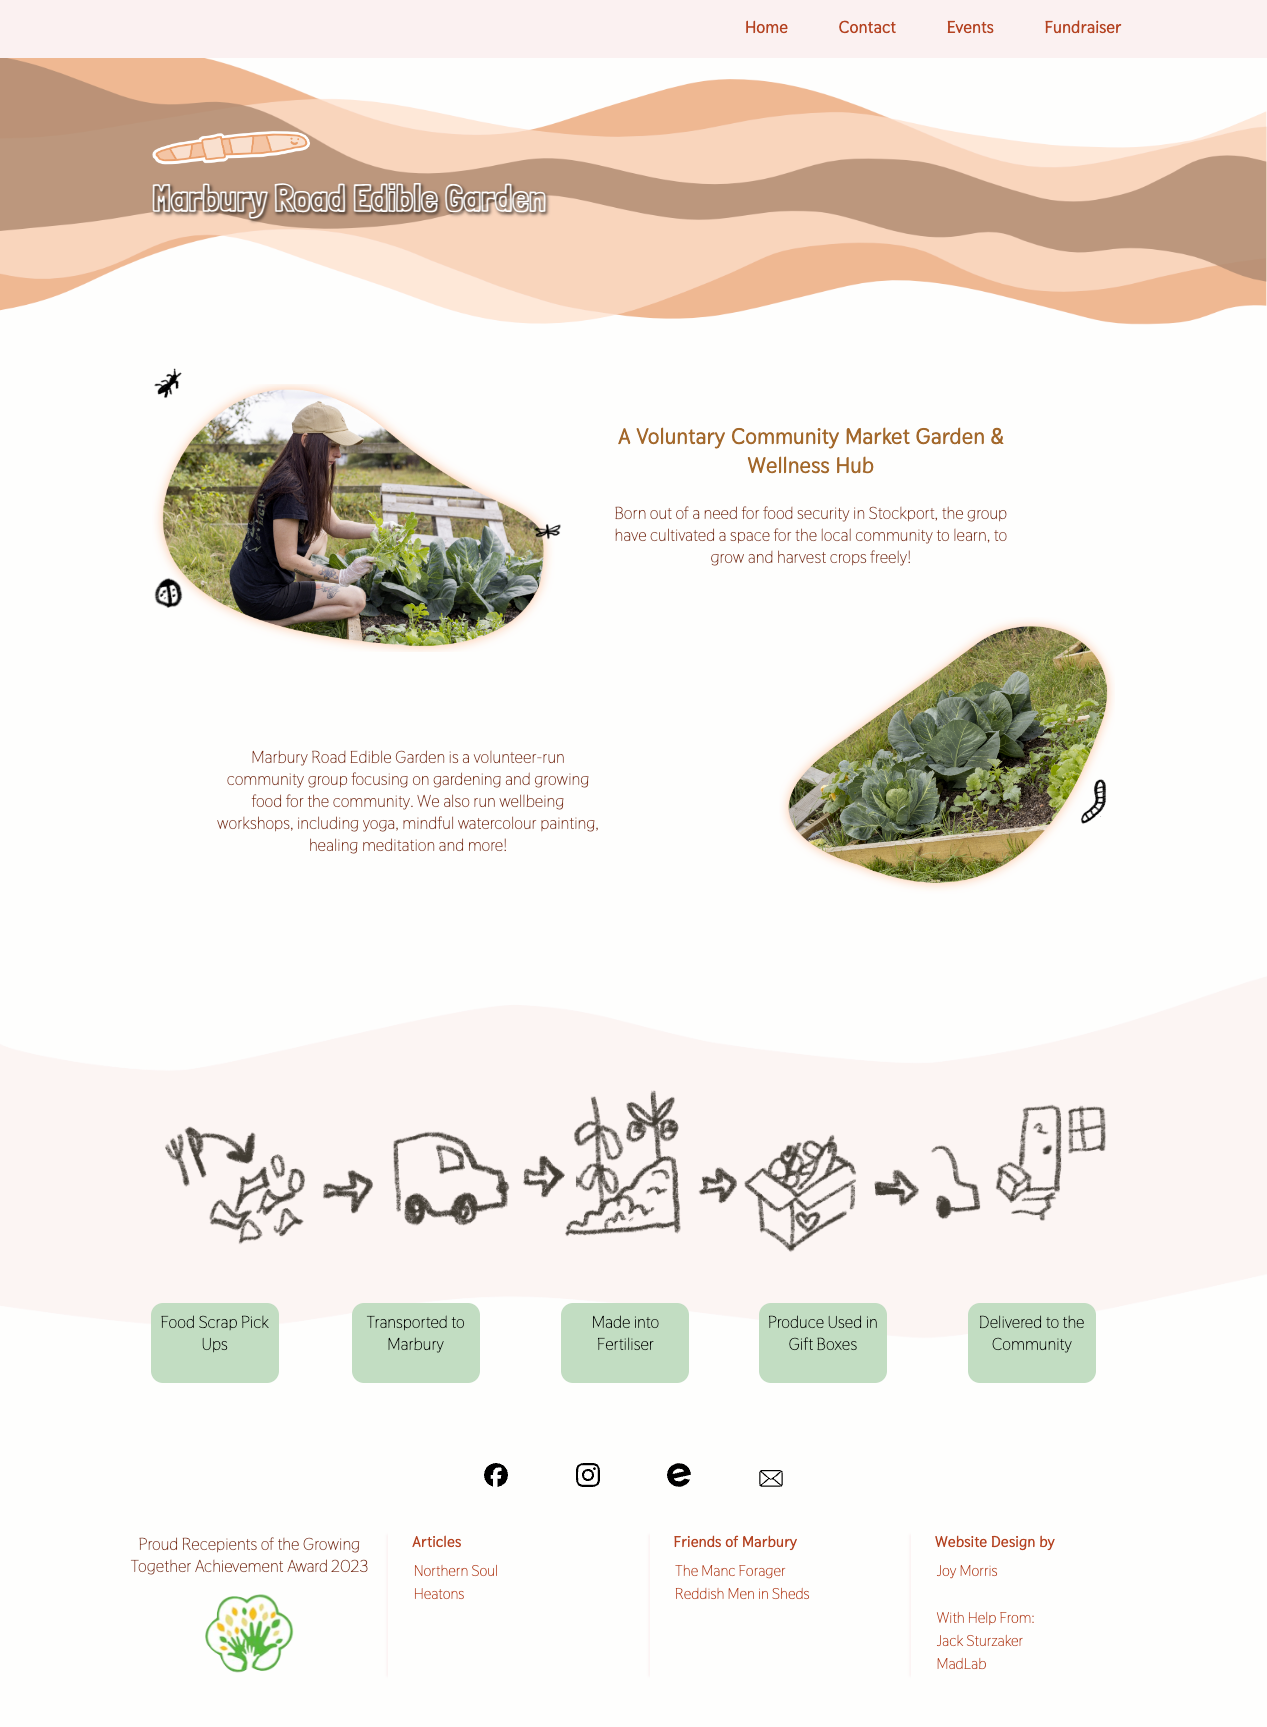 Home
Contact
Events
Fundraiser
Marbury Road Edible Garden
A Voluntary Community Market Garden &
Wellness Hub
Born out of a need for food security in Stockport, the group
have cultivated a space for the local community to learn, to
grow and harvest crops freely!
Marbury Road Edible Garden is a volunteer-run
community group focusing on gardening and growing
food for the community. We also run wellbeing
workshops, including yoga, mindful watercolour painting,
healing meditation and more!
Food Scrap Pick
Ups
Transported to
Marbury
Made into
Fertiliser
Produce Used in
Gift Boxes
Delivered to the
Community
Proud Recepients of the Growing
Together Achievement Award 2023
Articles
Northern Soul
Heatons
Friends of Marbury
The Manc Forager
Reddish Men in Sheds
Website Design by
Joy Morris
With Help From:
Jack Sturzaker
MadLab